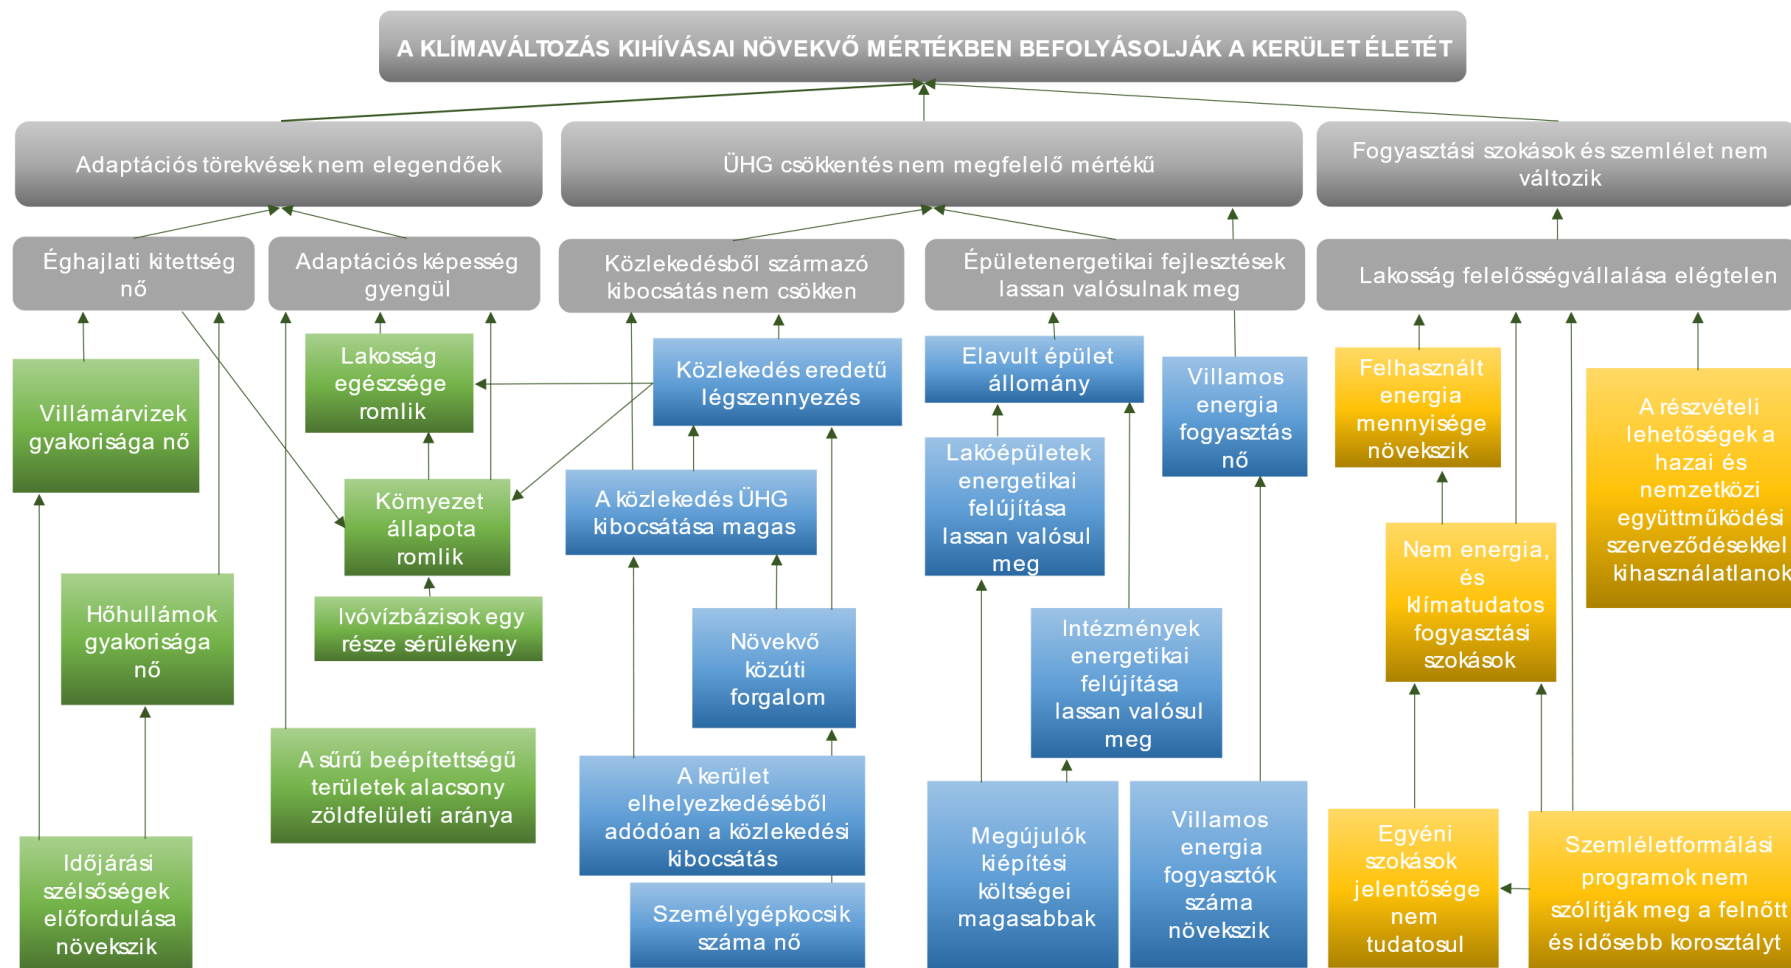 A KLÍMAVÁLTOZÁS KIHÍVÁSAI NÖVEKVŐ MÉRTÉKBEN BEFOLYÁSOLJÁK A KERÜLET ÉLETÉT
Adaptációs törekvések nem elegendőek
ÜHG csökkentés nem megfelelő mértékű
Fogyasztási szokások és szemlélet nem
változik
Éghajlati kitettség
nő
Adaptációs képesség
gyengül
Közlekedésből származó
kibocsátás nem csökken
Épületenergetikai fejlesztések
lassan valósulnak meg
Lakosság felelősségvállalása elégtelen
Villámárvizek
gyakorisága nő
Lakosság
egészsége
romlik
Közlekedés eredetű
légszennyezés
Elavult épület-
állomány
Villamos
energia
fogyasztás
nő
Felhasznált
energia
mennyisége
növekszik
A részvételi
lehetőségek a
hazai és
nemzetközi
együttműködési
szerveződésekkel
kihasználatlanok
Lakóépületek
energetikai
felújítása
lassan valósul
meg
Környezet
állapota
romlik
A közlekedés ÜHG
kibocsátása magas
Nem energia,
és
klímatudatos
fogyasztási
szokások
Hőhullámok
gyakorisága
nő
Ivóvízbázisok egy
része sérülékeny
Növekvő
közúti
forgalom
Intézmények
energetikai
felújítása
lassan valósul
meg
A sűrű beépítettségű
területek alacsony
zöldfelületi aránya
A kerület
elhelyezkedéséből
adódóan a közlekedési
kibocsátás
Megújulók
kiépítési
költségei
magasabbak
Villamos
energia
fogyasztók
száma
növekszik
Egyéni
szokások
jelentősége
nem
tudatosul
Szemléletformálási
programok nem
szólítják meg a felnőtt
és idősebb korosztályt
Időjárási
szélsőségek
előfordulása
növekszik
Személygépkocsik
száma nő